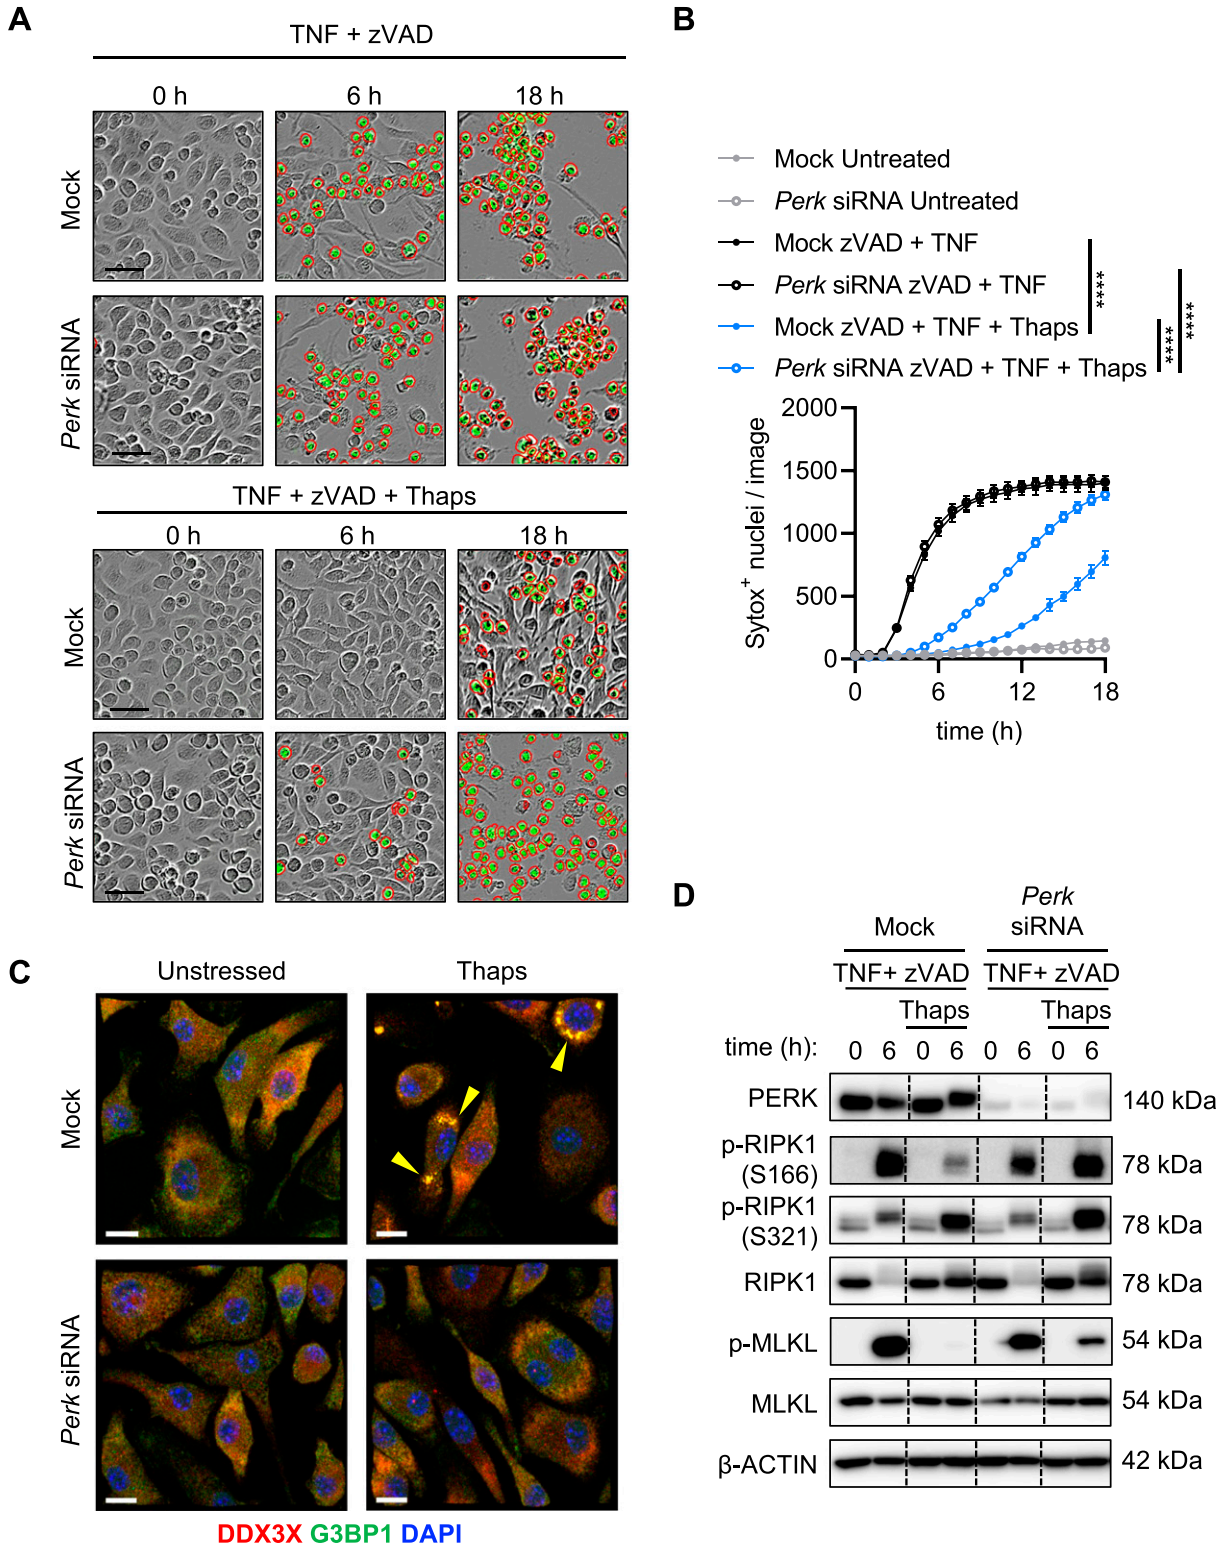 A
TNF + zVAD
0 h 6 h 18 h
Mock
Perk siRNA
TNF + zVAD + Thaps
0 h 6 h 18 h
Mock
Perk siRNA
B
Mock Untreated
Perk siRNA Untreated
Mock zVAD + TNF
Perk siRNA zVAD + TNF
Mock zVAD + TNF + Thaps
Perk siRNA zVAD + TNF + Thaps
****
****
****
Sytox+ nuclei / image
2000
1500
1000
500
0
0 6 12 18
time (h)
C
Unstressed Thaps
Mock
Perk siRNA
DDX3X G3BP1 DAPI
D
Mock
Perk
siRNA
TNF+ zVAD TNF+ zVAD
Thaps Thaps
time (h): 0 6 0 6 0 6 0 6
PERK 140 kDa
p-RIPK1
(S166) 78 kDa
p-RIPK1
(S321) 78 kDa
RIPK1 78 kDa
p-MLKL 54 kDa
MLKL 54 kDa
β-ACTIN 42 kDa